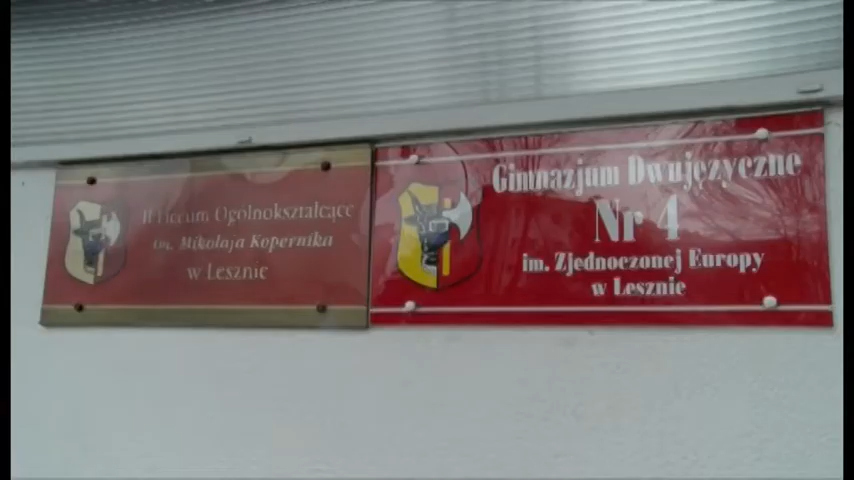 II Liceum Ogólnokształcące
im. Mikołaja Kopernika
w Lesznie
Gimnazjum Dwujęzyczne
Nr 4
im. Zjednoczonej Europy
w Lesznie